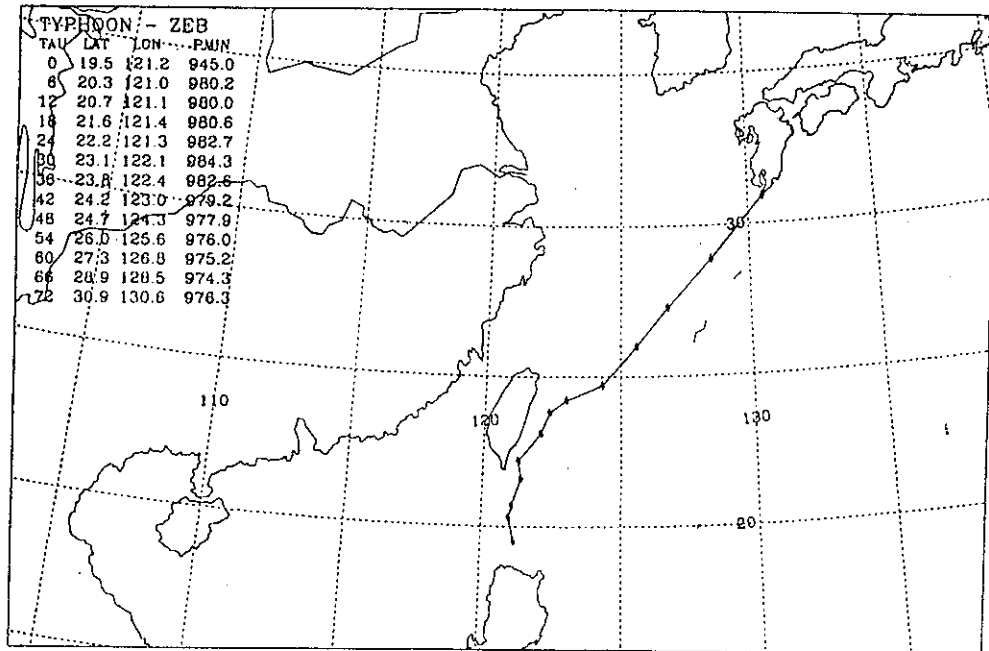 TYPHOON - ZEB
TAU LAT LON PMIN
0 19.5 121.2 945.0
6 20.3 121.0 980.2
12 20.7 121.1 980.0
18 21.6 121.4 980.6
24 22.2 121.3 982.7
30 23.1 122.1 984.3
36 23.8 122.4 982.6
42 24.2 123.0 979.2
48 24.7 124.3 977.9
54 26.0 125.6 976.0
60 27.3 126.8 975.2
66 28.9 128.5 974.3
72 30.9 130.6 976.3
30
110
120
130
20